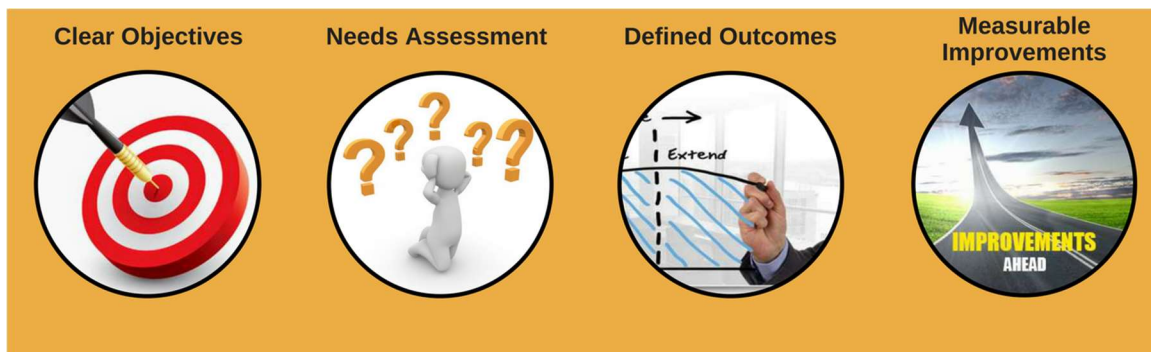 Clear Objectives
Needs Assessment
Defined Outcomes
Measurable
Improvements
? ? ? ? ?
Extend
IMPROVEMENTS
AHEAD